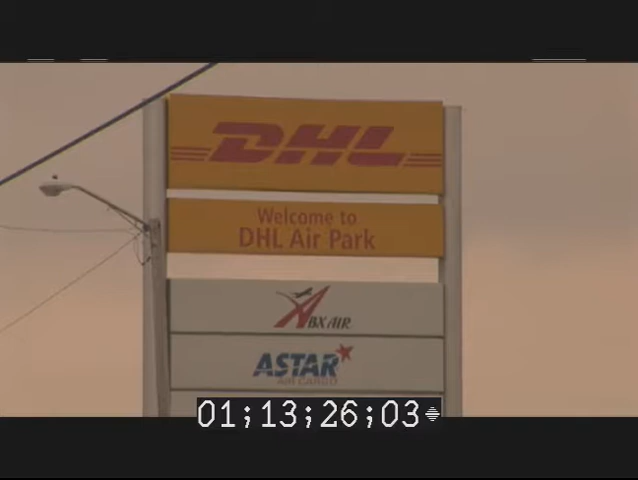 DHL
Welcome to
DHL Air Park
ABX AIR
ASTAR
AIR CARGO
01;13;26;03